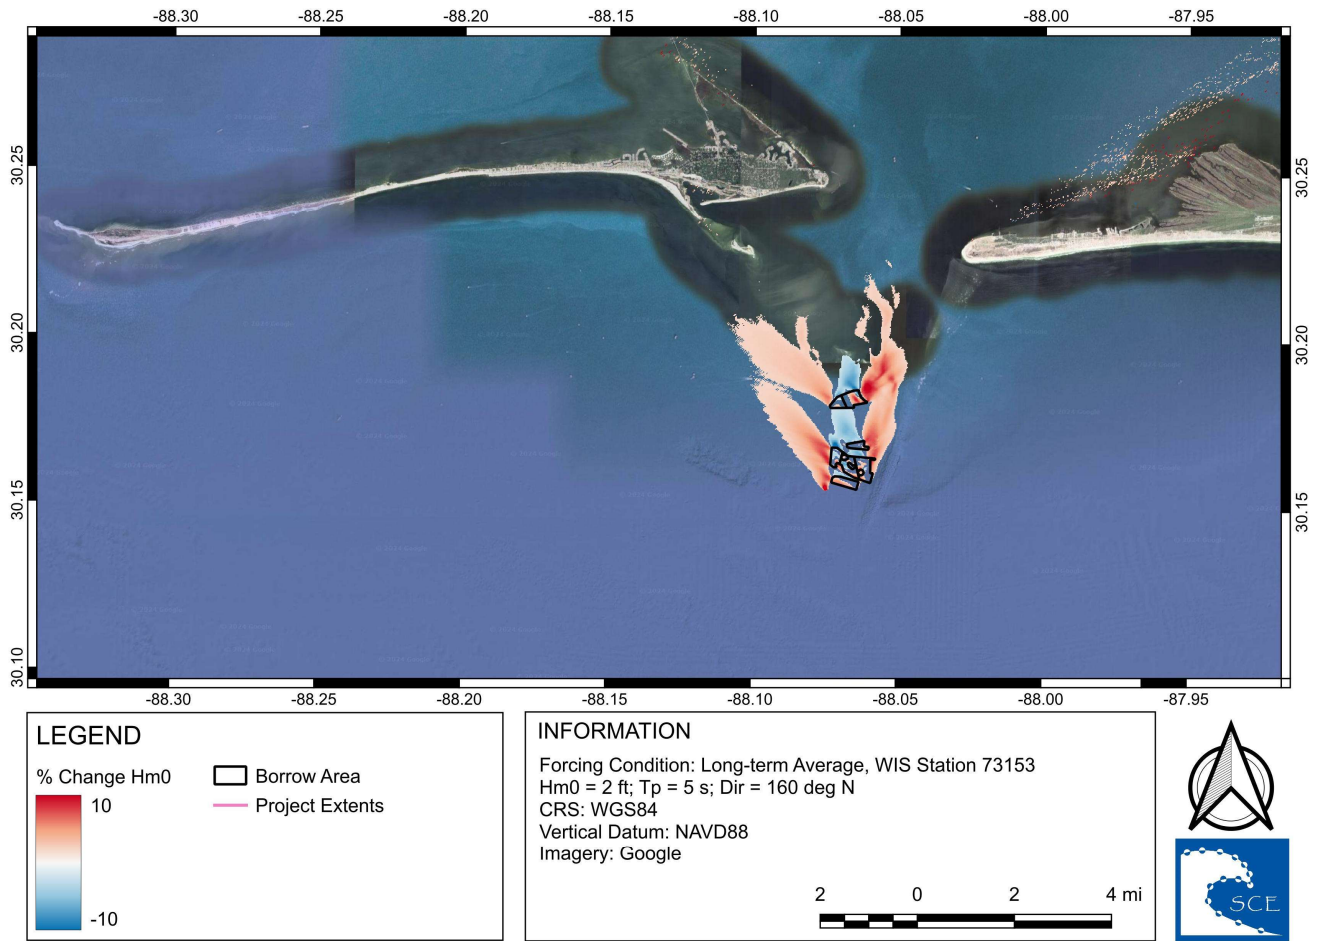 -88.30 -88.25 -88.20 -88.15 -88.10 -88.05 -88.00 -87.95
30.25 30.25
30.20 30.20
30.15 30.15
30.10
-88.30 -88.25 -88.20 -88.15 -88.10 -88.05 -88.00 -87.95
LEGEND
% Change Hm0
10
-10
Borrow Area
Project Extents
INFORMATION
Forcing Condition: Long-term Average, WIS Station 73153
Hm0 = 2 ft; Tp = 5 s; Dir = 160 deg N
CRS: WGS84
Vertical Datum: NAVD88
Imagery: Google
2 0 2 4 mi
SCE